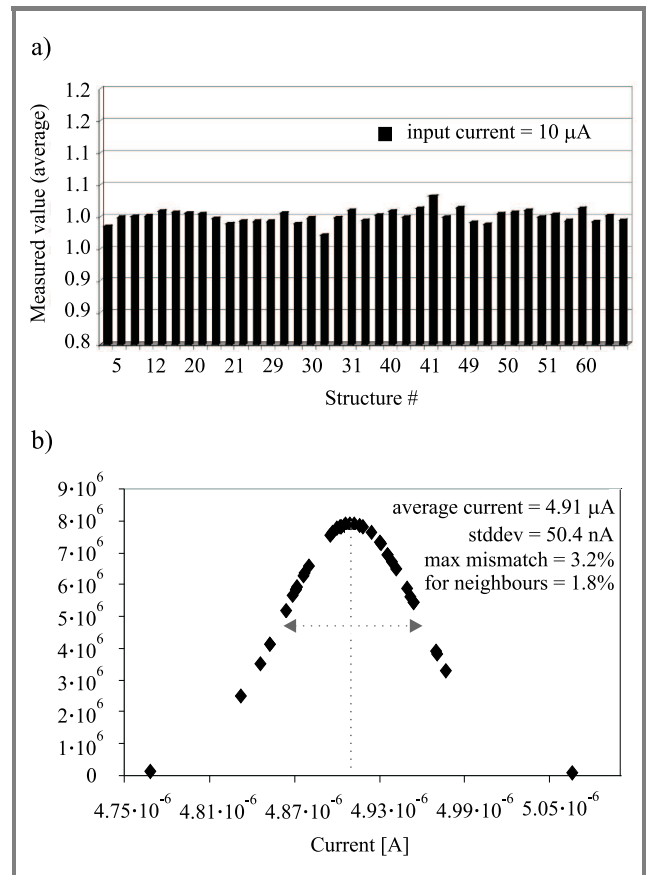 a)
1.2
1.2
1.1
1.1
1.0
1.0
0.9
0.9
0.8
Measured value (average)
input current = 10 μA
5 12 20 21 29 30 31 40 41 49 50 51 60
Structure #
b)
9·10⁶
8·10⁶
7·10⁶
6·10⁶
5·10⁶
4·10⁶
3·10⁶
2·10⁶
1·10⁶
0
average current = 4.91 μA
stddev = 50.4 nA
max mismatch = 3.2%
for neighbours = 1.8%
4.75·10⁻⁶ 4.81·10⁻⁶ 4.87·10⁻⁶ 4.93·10⁻⁶ 4.99·10⁻⁶ 5.05·10⁻⁶
Current [A]